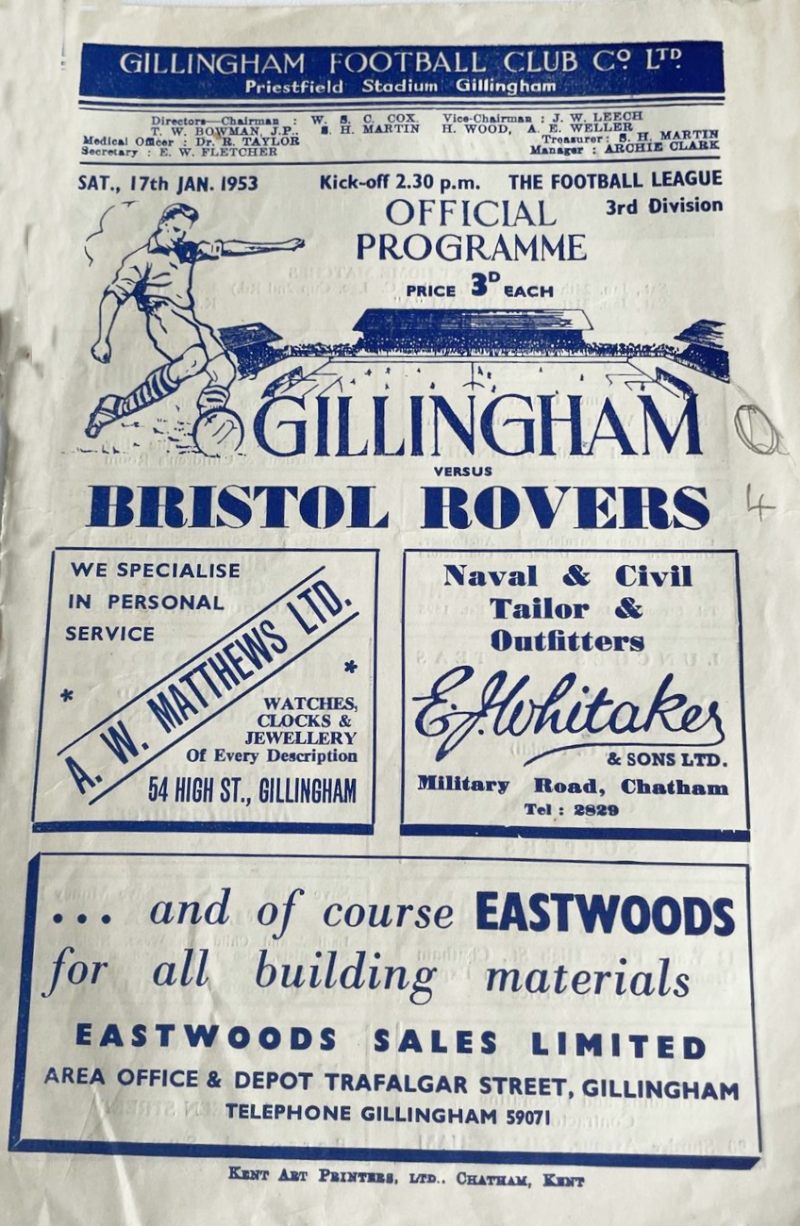 GILLINGHAM FOOTBALL CLUB Cº LTD.
Priestfield Stadium Gillingham
Directors—Chairman : W. S. C. COX. Vice-Chairman : J. W. LEECH
T. W. BOWMAN, J.P., S. H. MARTIN H. WOOD, A. E. WELLER
Medical Officer : Dr. R. TAYLOR Treasurer: S. H. MARTIN
Secretary : E. W. FLETCHER Manager : ARCHIE CLARK
SAT., 17th JAN. 1953 Kick-off 2.30 p.m. THE FOOTBALL LEAGUE
3rd Division
OFFICIAL
PROGRAMME
PRICE 3D EACH
GILLINGHAM
0
VERSUS
BRISTOL ROVERS
4
WE SPECIALISE
IN PERSONAL
SERVICE
* A. W. MATTHEWS LTD. *
WATCHES,
CLOCKS &
JEWELLERY
Of Every Description
54 HIGH ST., GILLINGHAM
Naval & Civil
Tailor &
Outfitters
E. J. Whitaker
& SONS LTD.
Military Road, Chatham
Tel : 2829
... and of course EASTWOODS
for all building materials
EASTWOODS SALES LIMITED
AREA OFFICE & DEPOT TRAFALGAR STREET, GILLINGHAM
TELEPHONE GILLINGHAM 59071
KENT ART PRINTERS, LTD.. CHATHAM, KENT